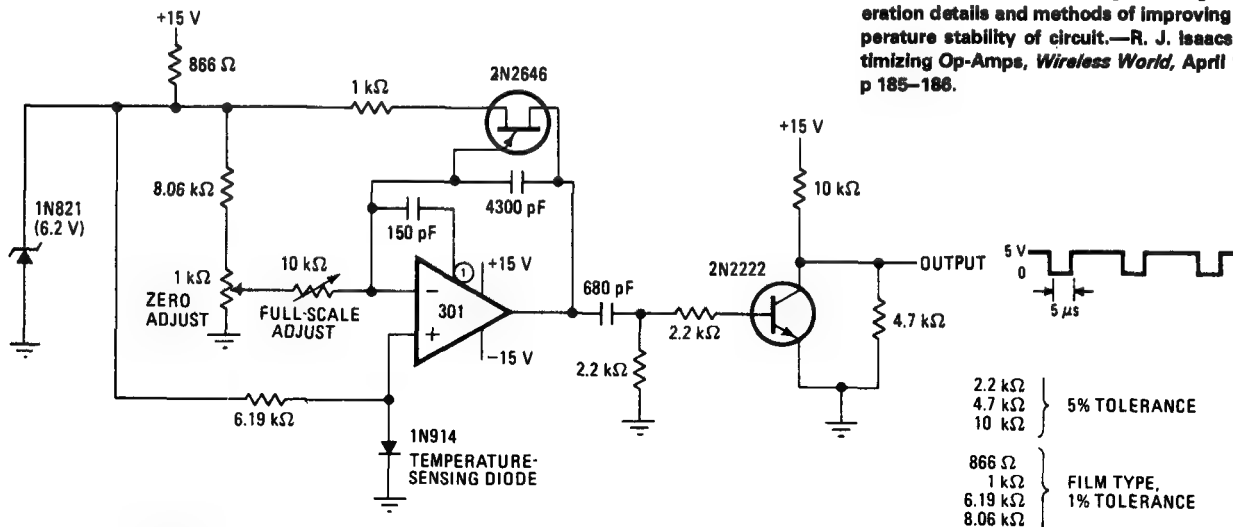 eration details and methods of improving
perature stability of circuit.—R. J. Isaacs
timizing Op-Amps, Wireless World, April
p 185–186.
+15 V
866 Ω
1 kΩ
2N2646
+15 V
8.06 kΩ
4300 pF
10 kΩ
1N821
(6.2 V)
150 pF
1 kΩ
ZERO
ADJUST
10 kΩ
FULL-SCALE
ADJUST
1
+15 V
–
301
+
–15 V
680 pF
2.2 kΩ
2.2 kΩ
2N2222
OUTPUT
4.7 kΩ
5 V
0
5 μs
6.19 kΩ
1N914
TEMPERATURE-
SENSING DIODE
2.2 kΩ
4.7 kΩ
10 kΩ
5% TOLERANCE
866 Ω
1 kΩ
6.19 kΩ
8.06 kΩ
FILM TYPE,
1% TOLERANCE